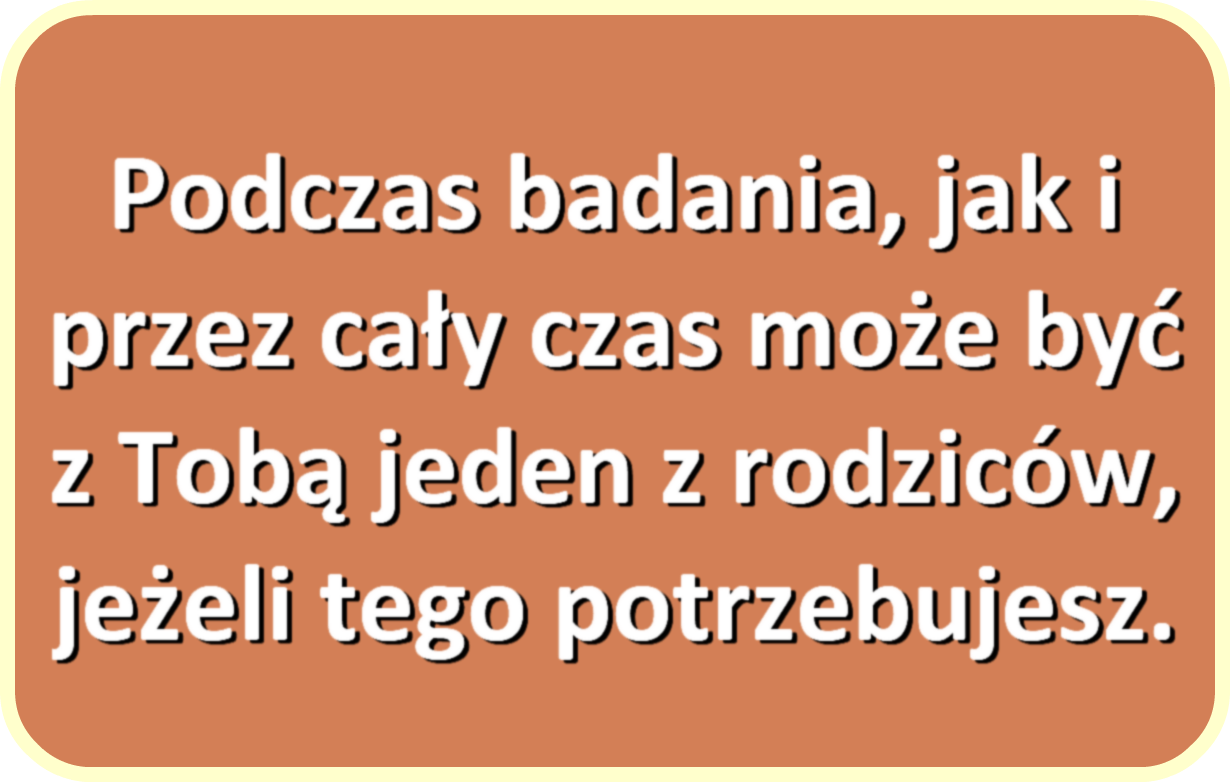 Podczas badania, jak i
przez cały czas może być
z Tobą jeden z rodziców,
jeżeli tego potrzebujesz.